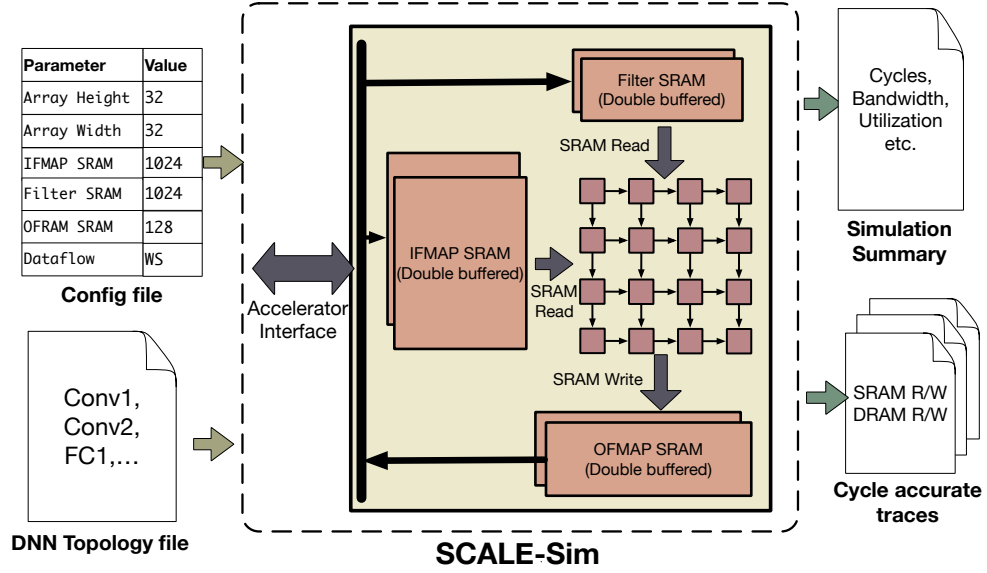 Parameter Value
Array Height 32
Array Width 32
IFMAP SRAM 1024
Filter SRAM 1024
OFRAM SRAM 128
Dataflow WS
Config file
Conv1,
Conv2,
FC1,...
DNN Topology file
Accelerator
Interface
Filter SRAM
(Double buffered)
SRAM Read
IFMAP SRAM
(Double buffered)
SRAM
Read
SRAM Write
OFMAP SRAM
(Double buffered)
SCALE-Sim
Cycles,
Bandwidth,
Utilization
etc.
Simulation
Summary
SRAM R/W
DRAM R/W
Cycle accurate
traces